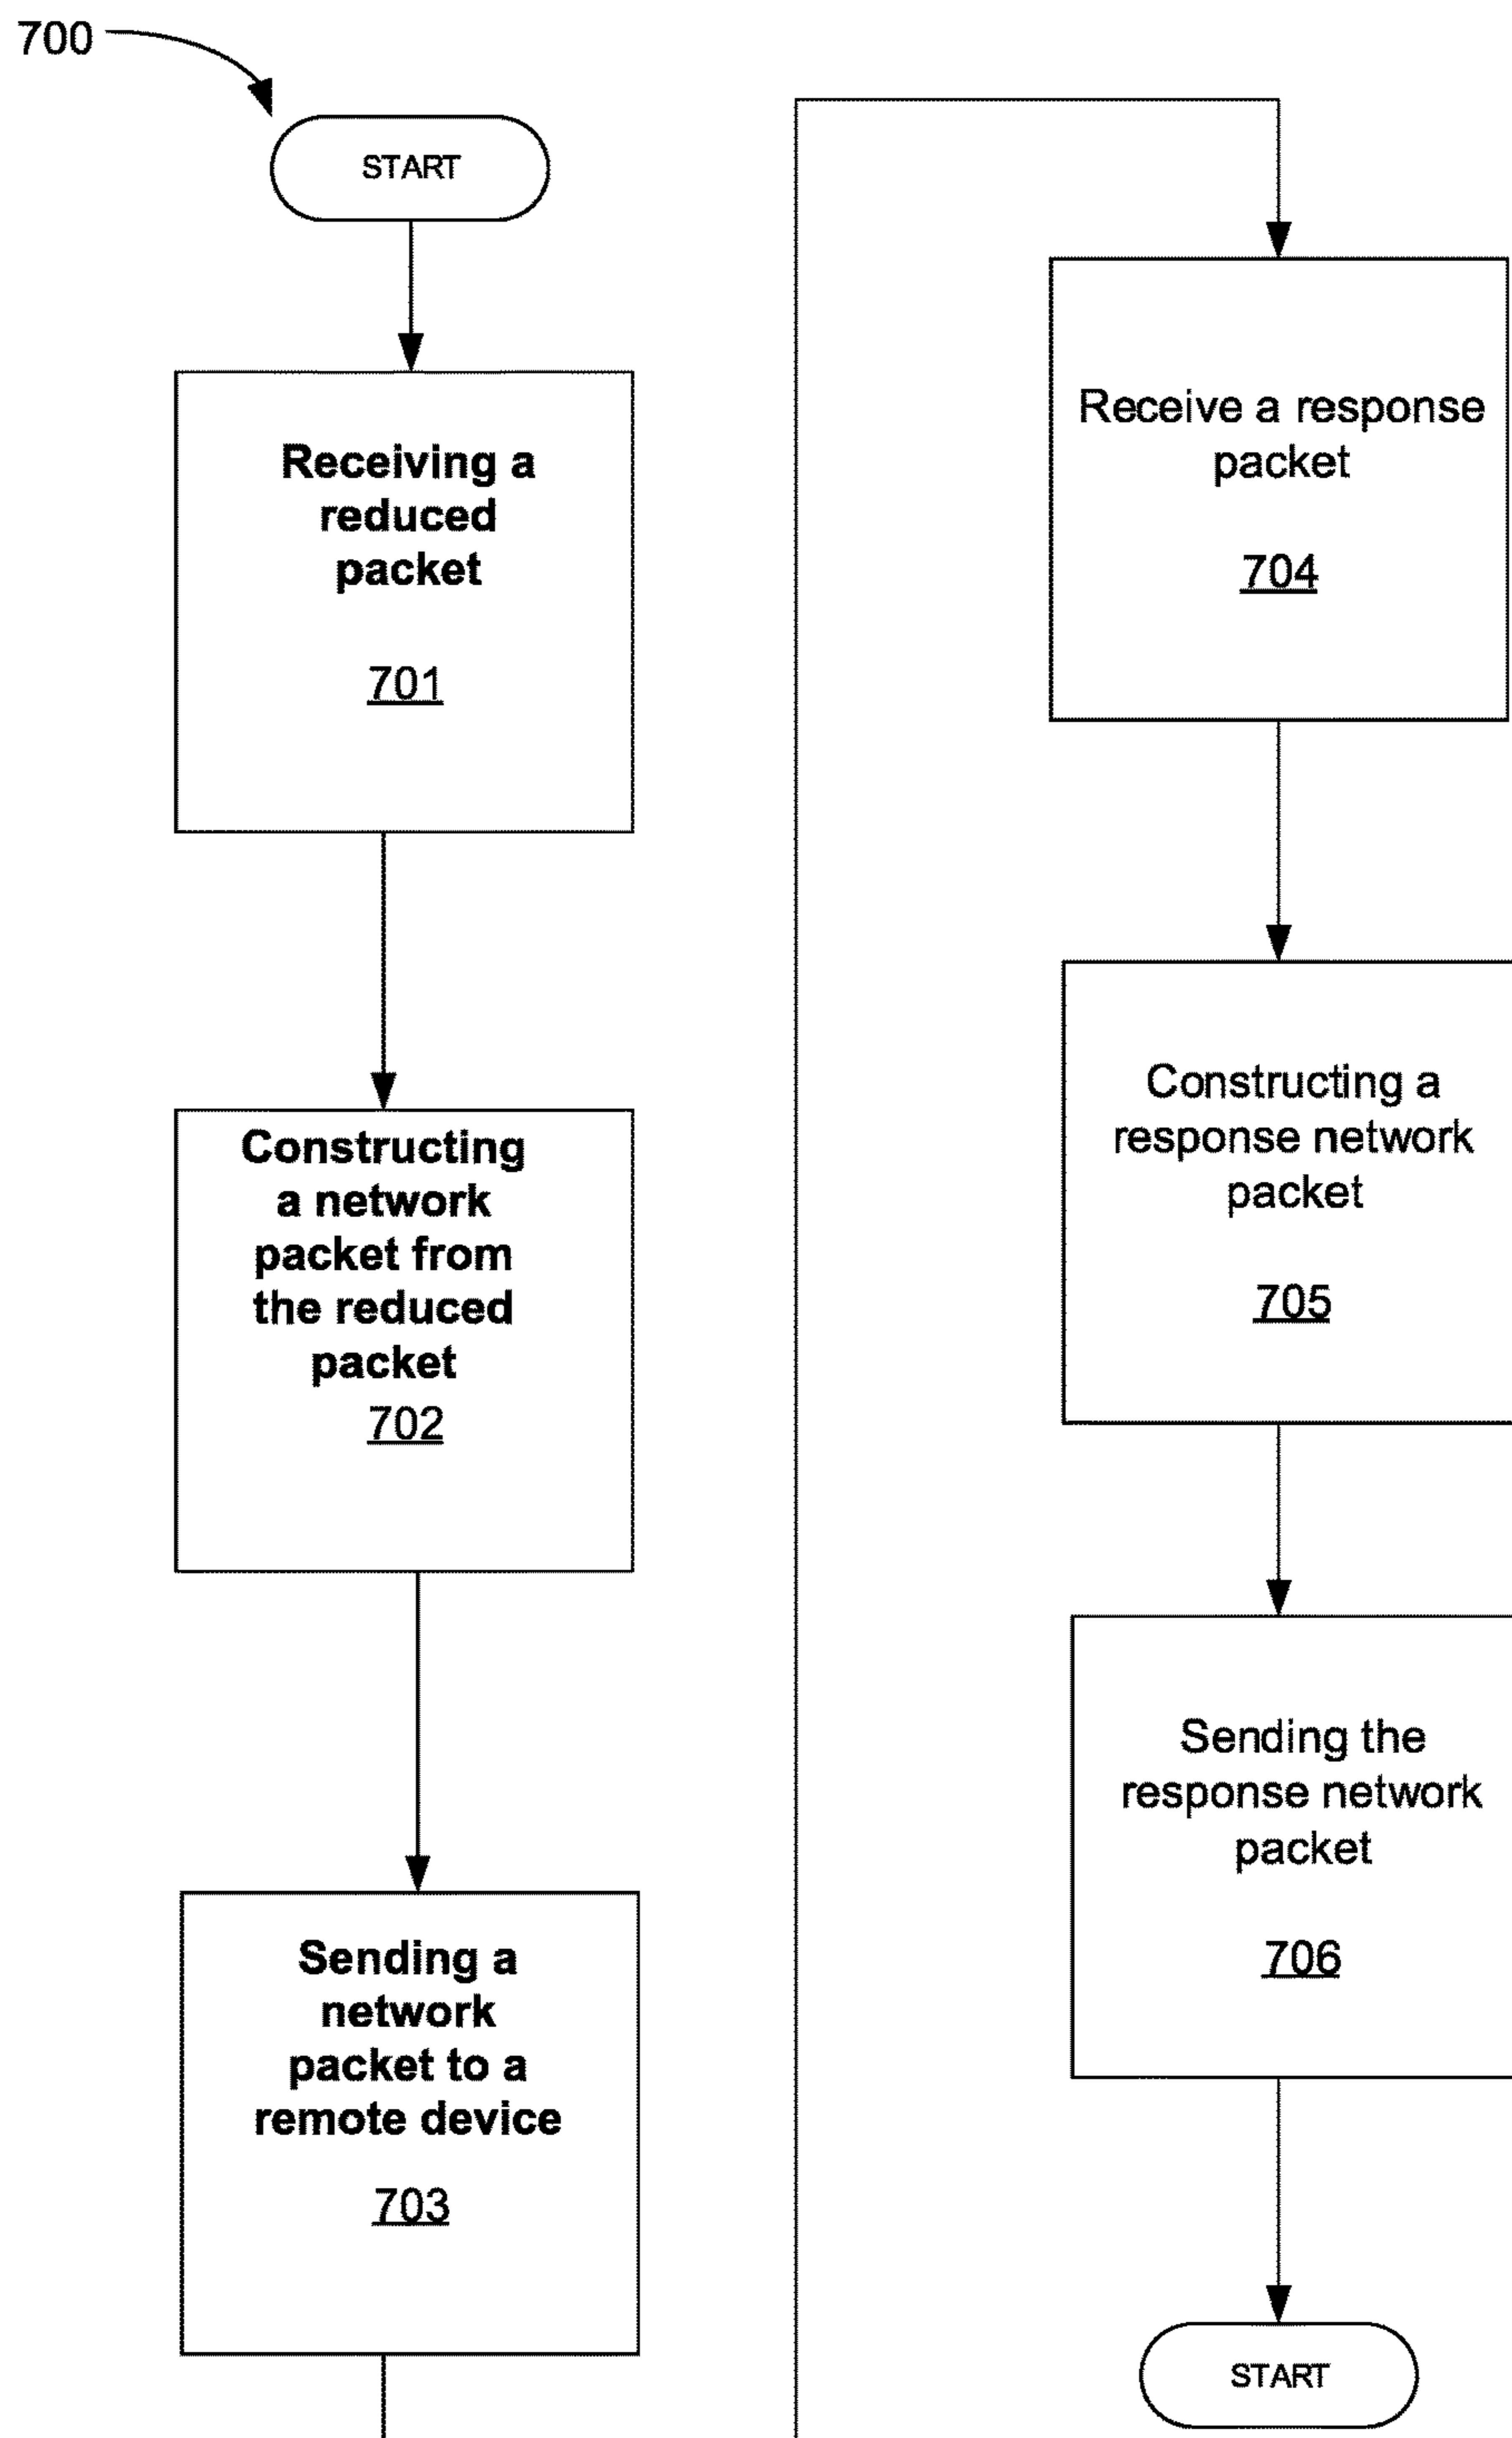 700
START
Receiving a
reduced
packet
701
Constructing
a network
packet from
the reduced
packet
702
Sending a
network
packet to a
remote device
703
Receive a response
packet
704
Constructing a
response network
packet
705
Sending the
response network
packet
706
START